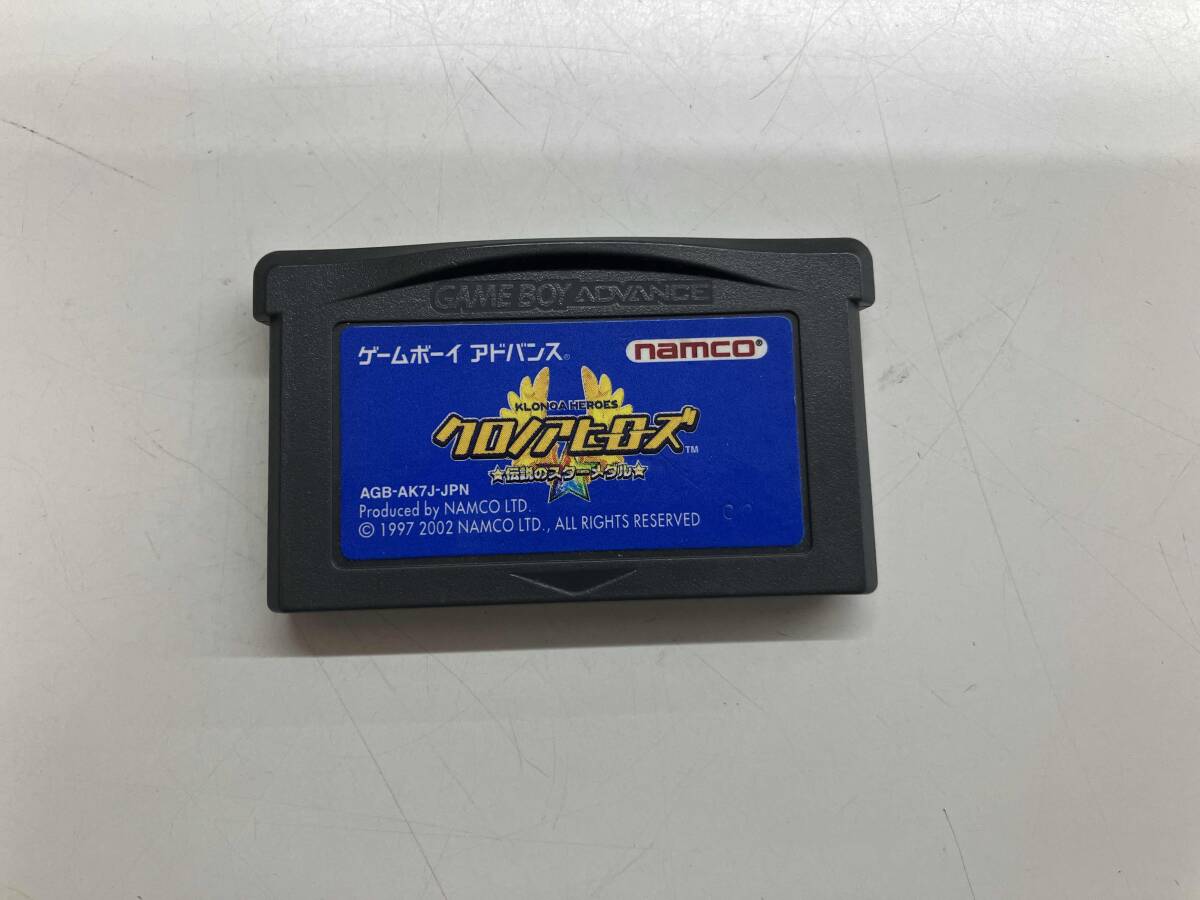 GAME BOY ADVANCE
ゲームボーイ アドバンス® namco®
KLONOA HEROES
クロノアヒーローズ™
★伝説のスターメダル★
AGB-AK7J-JPN
Produced by NAMCO LTD.
© 1997 2002 NAMCO LTD., ALL RIGHTS RESERVED